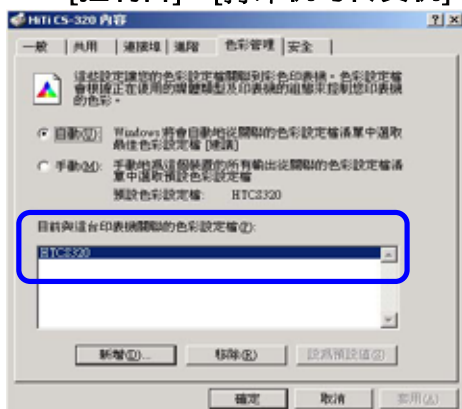 HiTi CS-320 內容
一般 共用 連接埠 進階 色彩管理 安全
這些設定讓您的色彩設定檔關聯到彩色印表機。色彩設定檔
會根據正在使用的媒體類型及印表機的組態來控制您印表機
的色彩。
自動(U): Windows 將會自動地從關聯的色彩設定檔清單中選取
最佳色彩設定檔 [建議]
手動(M): 手動地為這個裝置的所有輸出從關聯的色彩設定檔清
單中選取預設色彩設定檔
預設色彩設定檔: HTCS320
目前與這台印表機關聯的色彩設定檔(I):
HTCS320
新增(D)... 移除(R) 設為預設值(S)
確定 取消 套用(A)